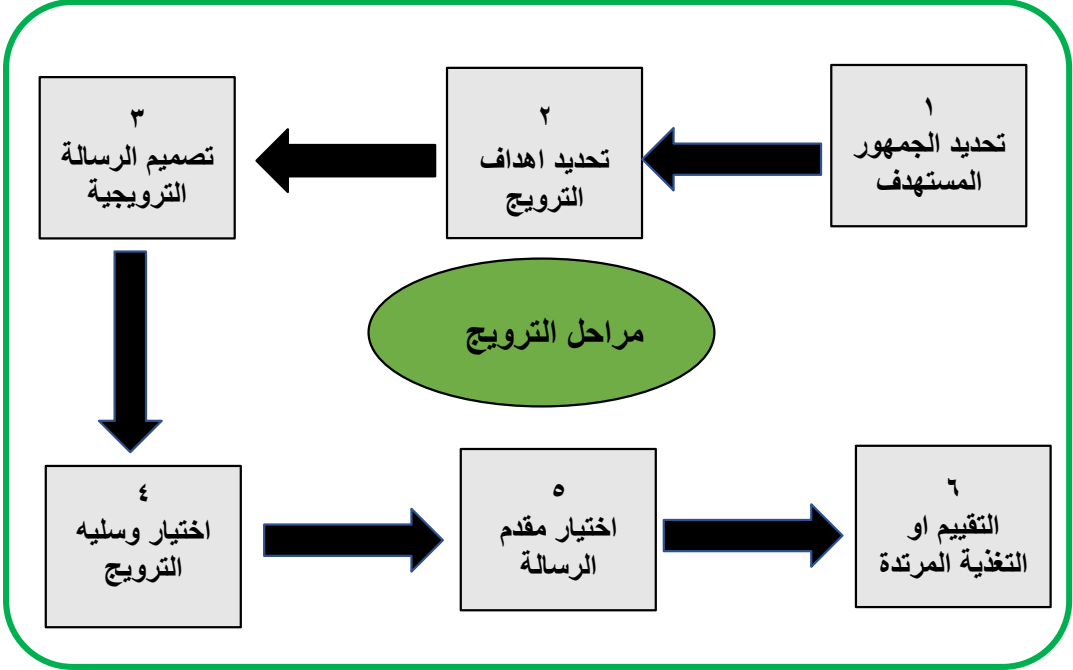 ١
تحديد الجمهور
المستهدف
٢
تحديد اهداف
الترويج
٣
تصميم الرسالة
الترويجية
مراحل الترويج
٤
اختيار وسليه
الترويج
٥
اختيار مقدم
الرسالة
٦
التقييم او
التغذية المرتدة